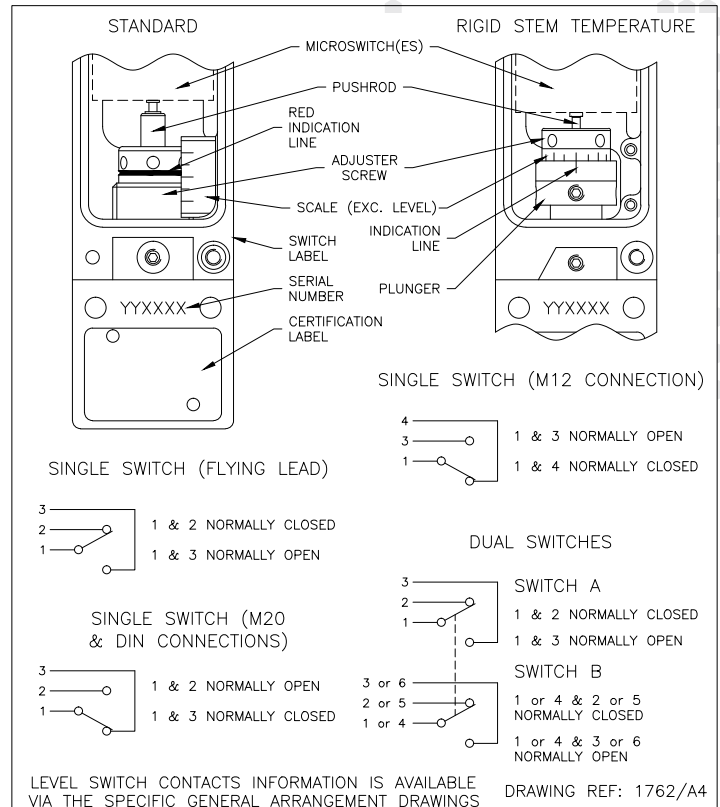 STANDARD
RIGID STEM TEMPERATURE
MICROSWITCH(ES)
PUSHROD
RED
INDICATION
LINE
ADJUSTER
SCREW
SCALE (EXC. LEVEL)
INDICATION
LINE
SWITCH
LABEL
SERIAL
NUMBER
PLUNGER
YYXXXX
YYXXXX
CERTIFICATION
LABEL
SINGLE SWITCH (M12 CONNECTION)
4
3
1
1 & 3 NORMALLY OPEN
1 & 4 NORMALLY CLOSED
SINGLE SWITCH (FLYING LEAD)
3
2
1
1 & 2 NORMALLY CLOSED
1 & 3 NORMALLY OPEN
DUAL SWITCHES
3
2
1
SWITCH A
1 & 2 NORMALLY CLOSED
1 & 3 NORMALLY OPEN
SINGLE SWITCH (M20
& DIN CONNECTIONS)
3
2
1
1 & 2 NORMALLY OPEN
1 & 3 NORMALLY CLOSED
SWITCH B
3 or 6
2 or 5
1 or 4
1 or 4 & 2 or 5
NORMALLY CLOSED
1 or 4 & 3 or 6
NORMALLY OPEN
LEVEL SWITCH CONTACTS INFORMATION IS AVAILABLE
VIA THE SPECIFIC GENERAL ARRANGEMENT DRAWINGS
DRAWING REF: 1762/A4